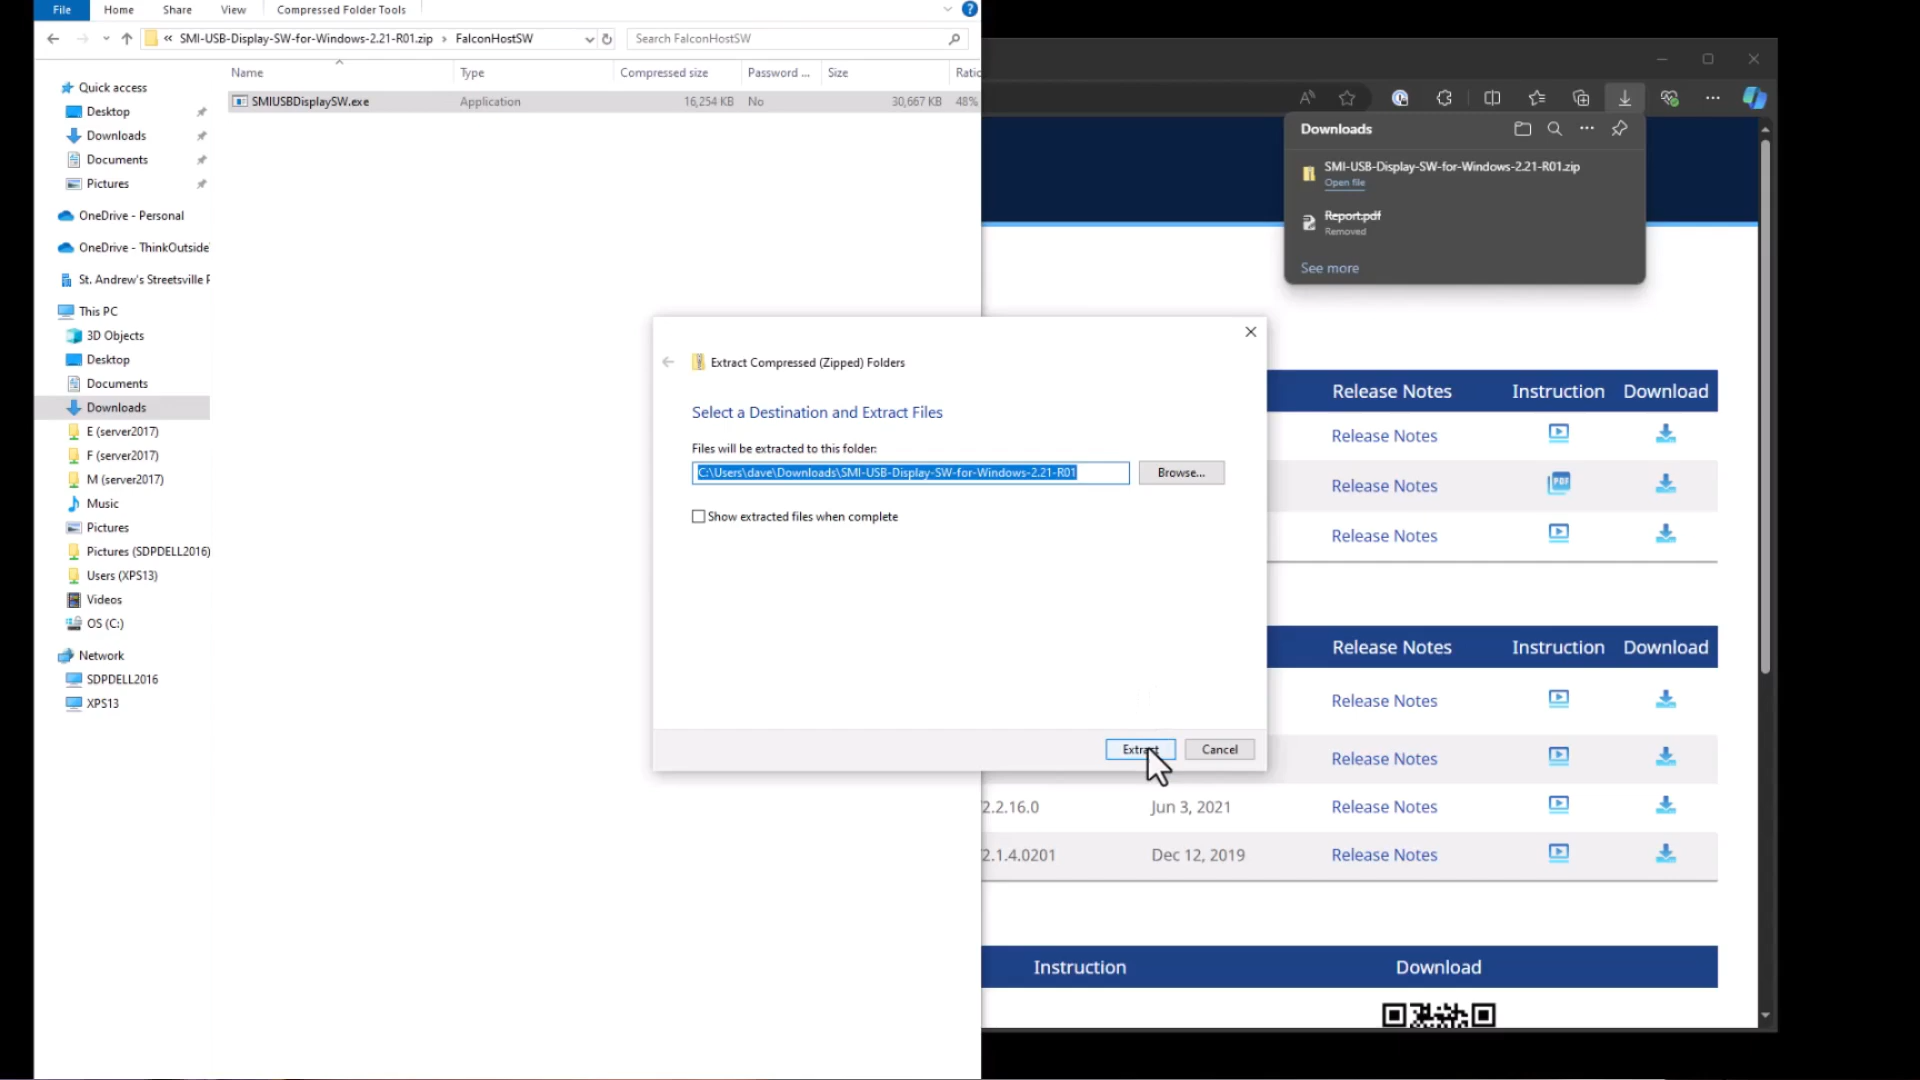 File
Home
Share
View
Compressed Folder Tools
?
« SMI-USB-Display-SW-for-Windows-2.21-R01.zip › FalconHostSW
Search FalconHostSW
Name
Type
Compressed size
Password ...
Size
Ratio
SMIUSBDisplaySW.exe
Application
16,254 KB
No
30,667 KB
48%
Quick access
Desktop
Downloads
Documents
Pictures
OneDrive - Personal
OneDrive - ThinkOutside
St. Andrew's Streetsville
This PC
3D Objects
Desktop
Documents
Downloads
E (server2017)
F (server2017)
M (server2017)
Music
Pictures
Pictures (SDPDELL2016)
Users (XPS13)
Videos
OS (C:)
Network
SDPDELL2016
XPS13
Downloads
SMI-USB-Display-SW-for-Windows-2.21-R01.zip
Open file
Report.pdf
Removed
See more
Extract Compressed (Zipped) Folders
Select a Destination and Extract Files
Files will be extracted to this folder:
C:\Users\dave\Downloads\SMI-USB-Display-SW-for-Windows-2.21-R01
Browse...
Show extracted files when complete
Extract
Cancel
Release Notes
Instruction
Download
Release Notes
Release Notes
PDF
Release Notes
Release Notes
Instruction
Download
Release Notes
Release Notes
2.2.16.0
Jun 3, 2021
Release Notes
2.1.4.0201
Dec 12, 2019
Release Notes
Instruction
Download